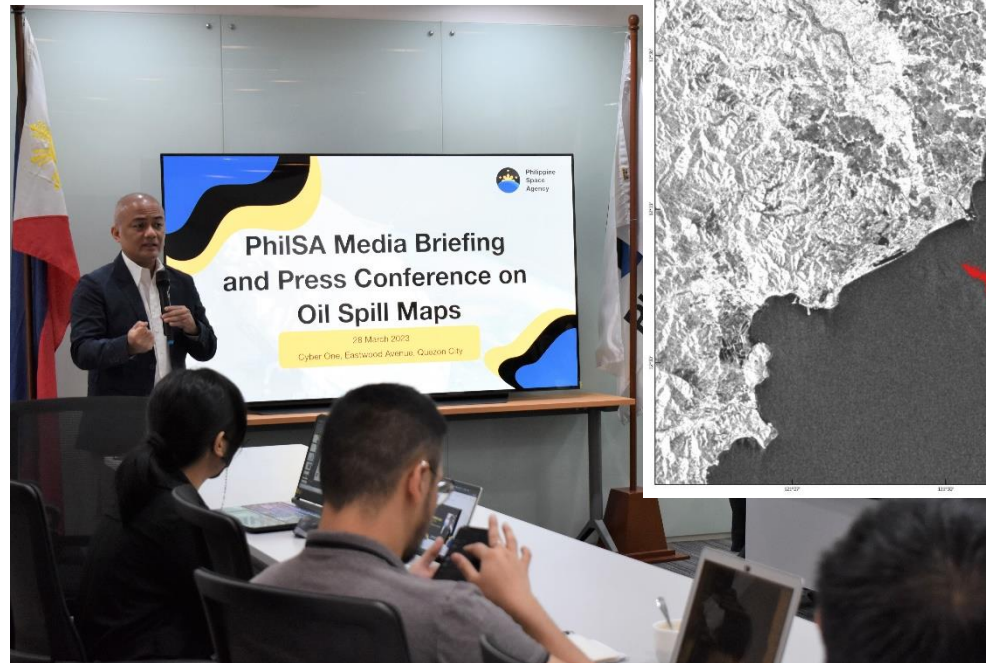 Philippine
Space
Agency
PhilSA Media Briefing
and Press Conference on
Oil Spill Maps
28 March 2023
Cyber One, Eastwood Avenue, Quezon City